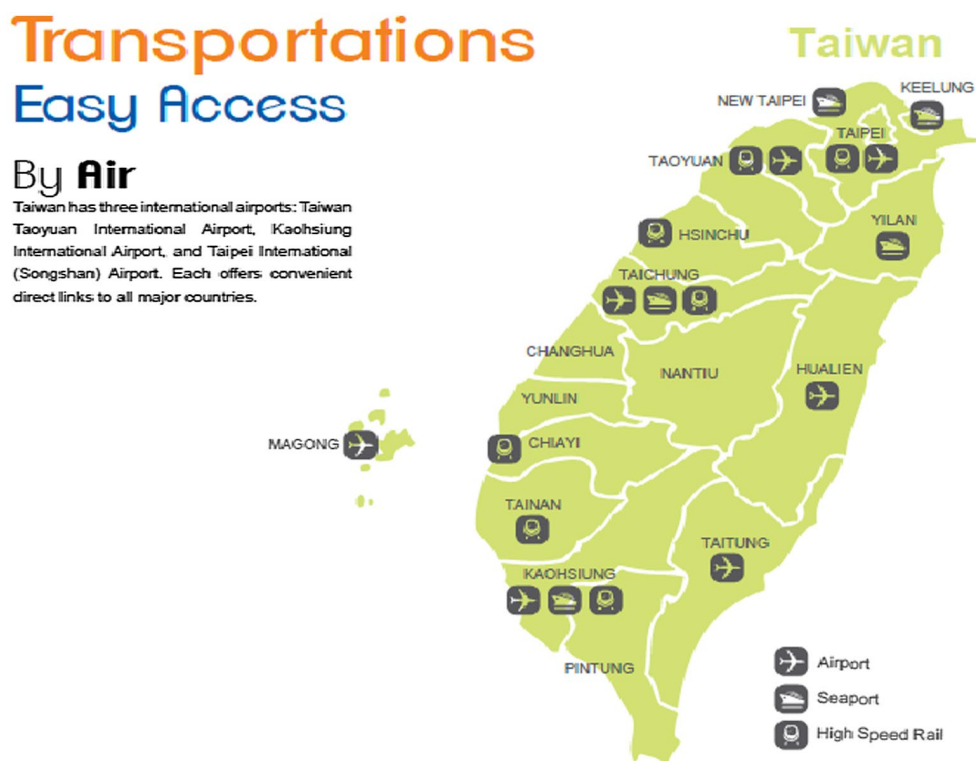 Transportations
Easy Access
By Air
Taiwan has three international airports: Taiwan
Taoyuan International Airport, Kaohsiung
International Airport, and Taipei International
(Songshan) Airport. Each offers convenient
direct links to all major countries.
Taiwan
KEELUNG
NEW TAIPEI
TAIPEI
TAOYUAN
YILAN
HSINCHU
TAICHUNG
CHANGHUA
NANTIU
HUALIEN
YUNLIN
MAGONG
CHIAYI
TAINAN
TAITUNG
KAOHSIUNG
PINTUNG
Airport
Seaport
High Speed Rail